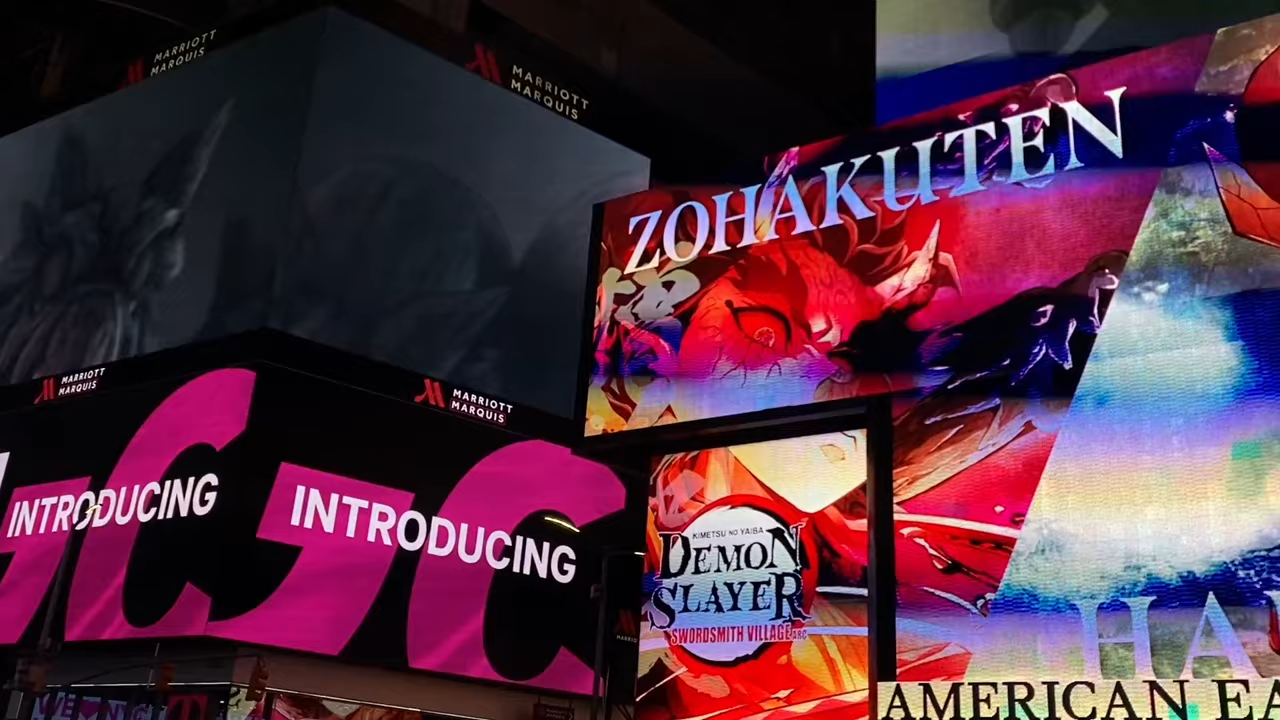 MARRIOTT
MARQUIS
MARRIOTT
MARQUIS
ZOHAKUTEN
MARRIOTT
MARQUIS
MARRIOTT
MARQUIS
INTRODUCING
INTRODUCING
KIMETSU NO YAIBA
DEMON
SLAYER
SWORDSMITH VILLAGE ARC
HA
AMERICAN EA
T